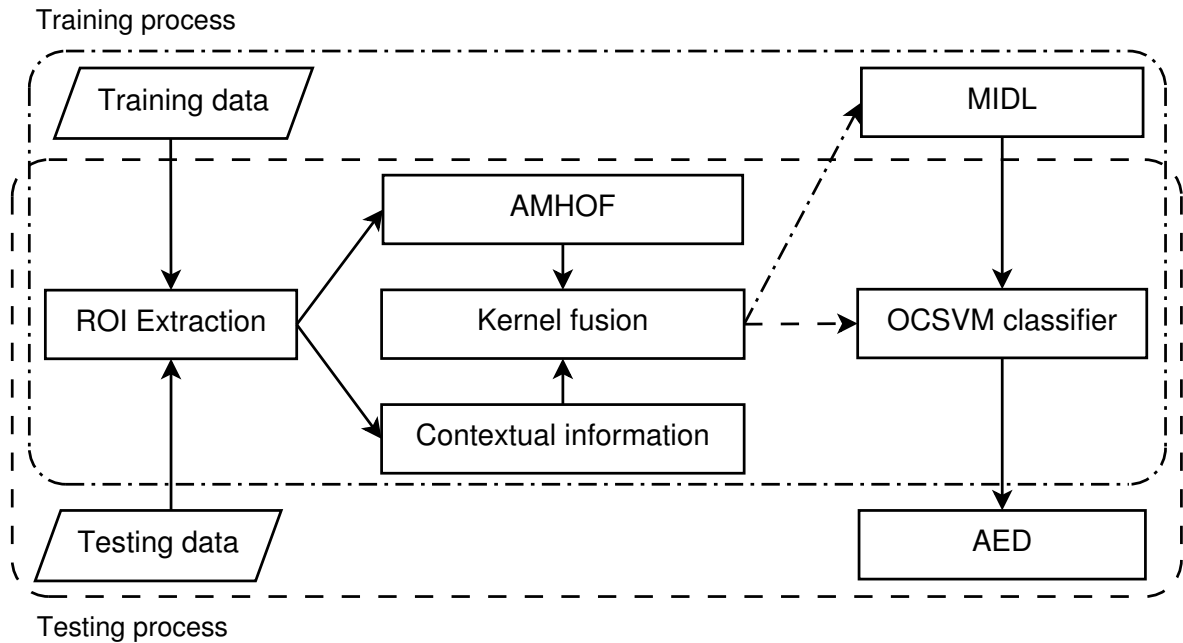 Training process
Training data
MIDL
AMHOF
ROI Extraction
Kernel fusion
OCSVM classifier
Contextual information
Testing data
AED
Testing process